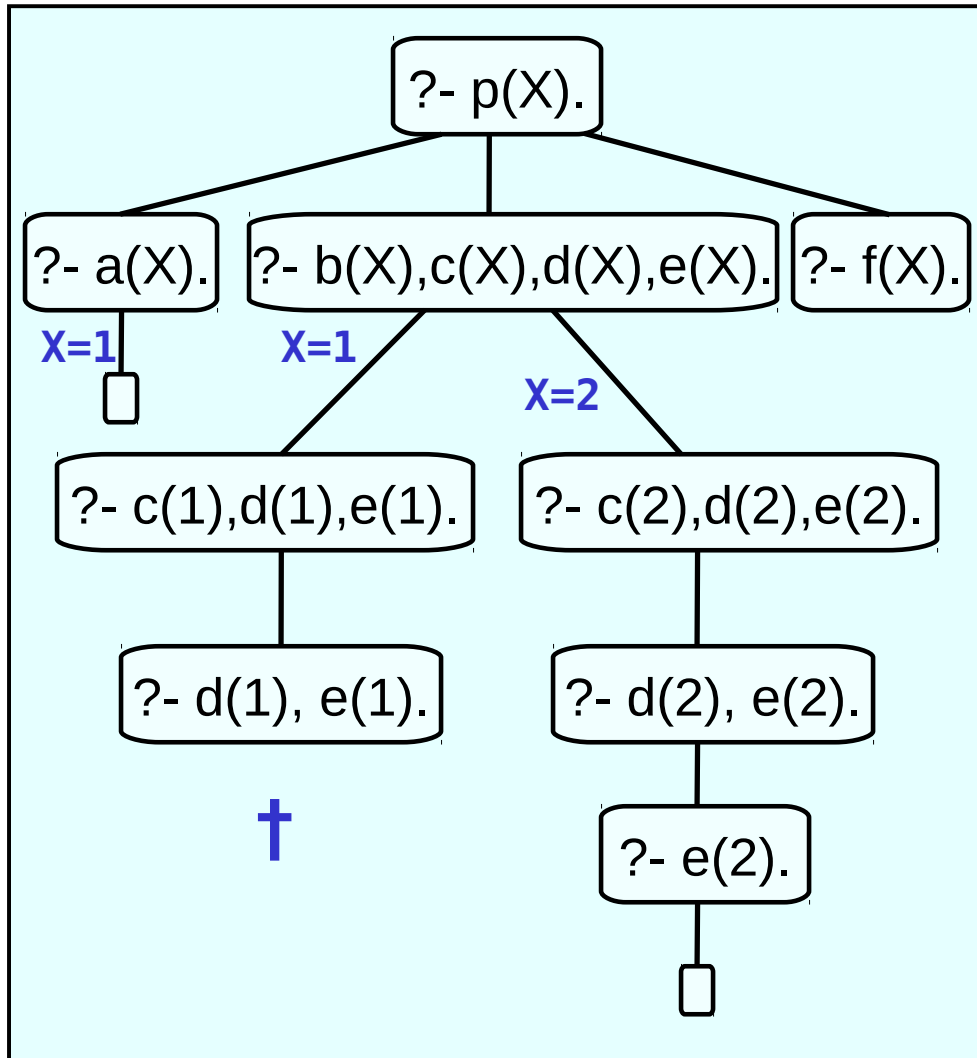 ?- p(X).
?- a(X).
?- b(X),c(X),d(X),e(X).
?- f(X).
X=1
X=1
X=2
?- c(1),d(1),e(1).
?- c(2),d(2),e(2).
?- d(1), e(1).
?- d(2), e(2).
†
?- e(2).